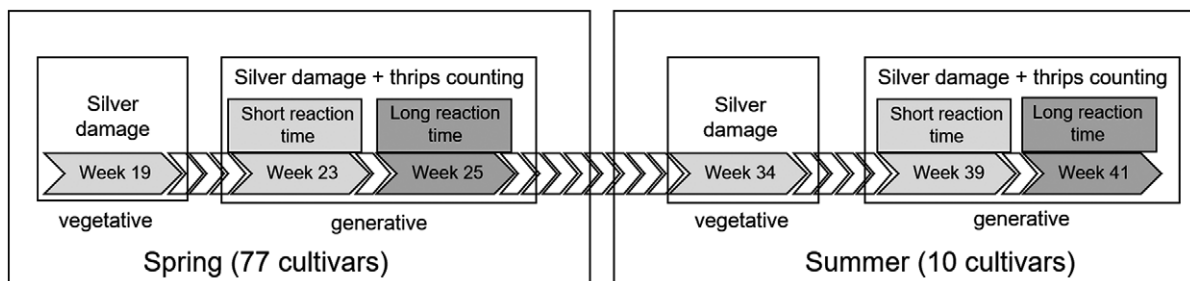 Silver damage + thrips counting
Silver
damage
Short reaction
time
Long reaction
time
Week 19
Week 23
Week 25
vegetative
generative
Spring (77 cultivars)
Silver damage + thrips counting
Silver
damage
Short reaction
time
Long reaction
time
Week 34
Week 39
Week 41
vegetative
generative
Summer (10 cultivars)